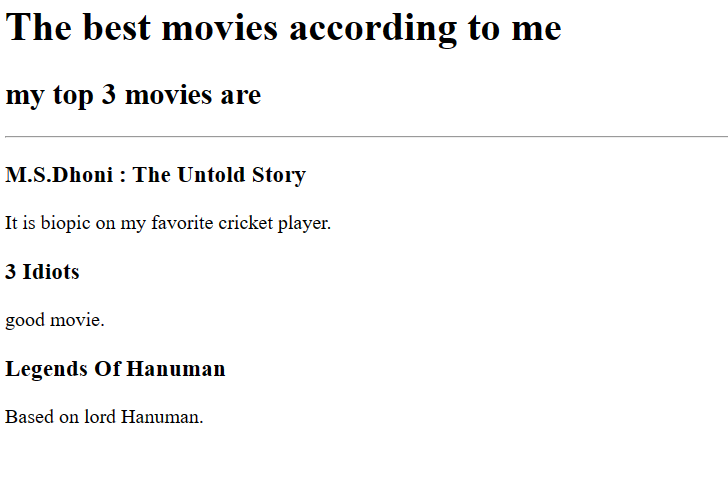 The best movies according to me
my top 3 movies are
M.S.Dhoni : The Untold Story
It is biopic on my favorite cricket player.
3 Idiots
good movie.
Legends Of Hanuman
Based on lord Hanuman.